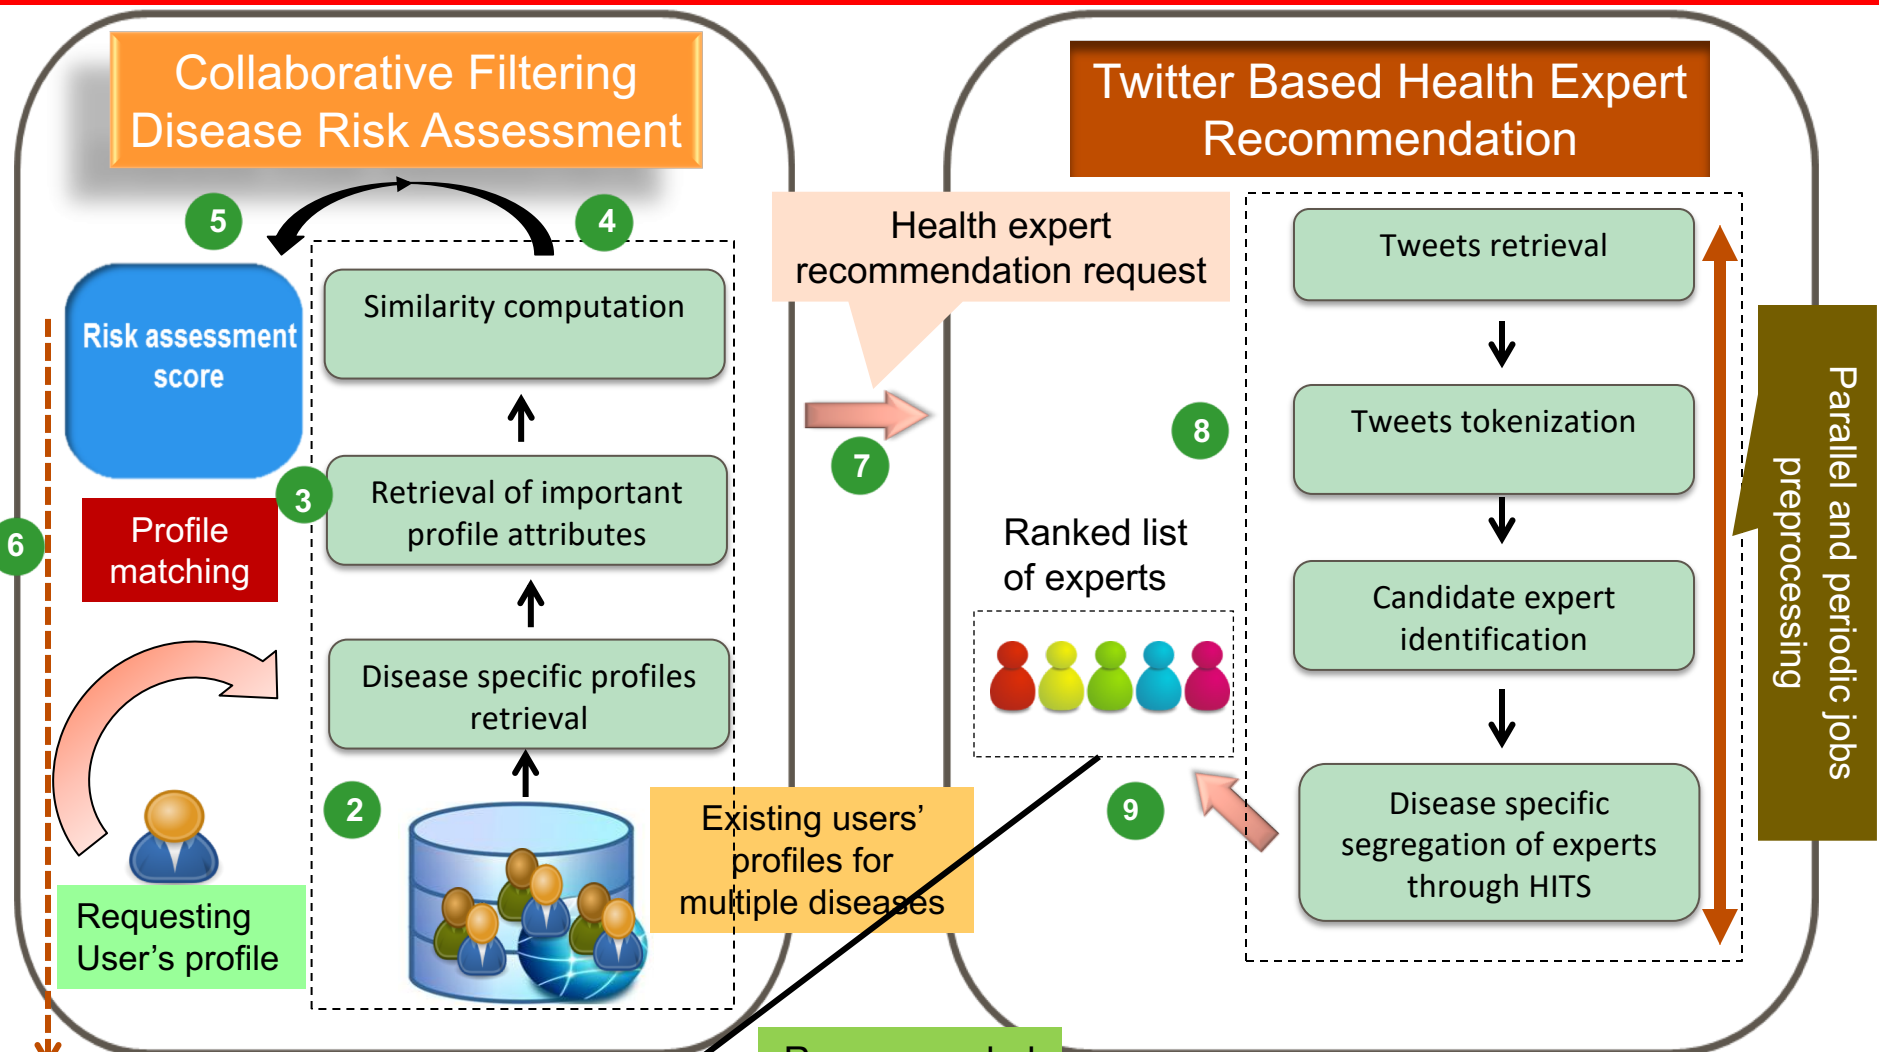 Collaborative Filtering
Disease Risk Assessment
5
4
Similarity computation
Risk assessment
score
3
Retrieval of important
profile attributes
6
Profile
matching
Disease specific profiles
retrieval
2
Existing users’
profiles for
multiple diseases
Requesting
User’s profile
Health expert
recommendation request
7
Twitter Based Health Expert
Recommendation
Tweets retrieval
8
Tweets tokenization
Candidate expert
identification
Disease specific
segregation of experts
through HITS
Parallel and periodic jobs
preprocessing
Ranked list
of experts
9